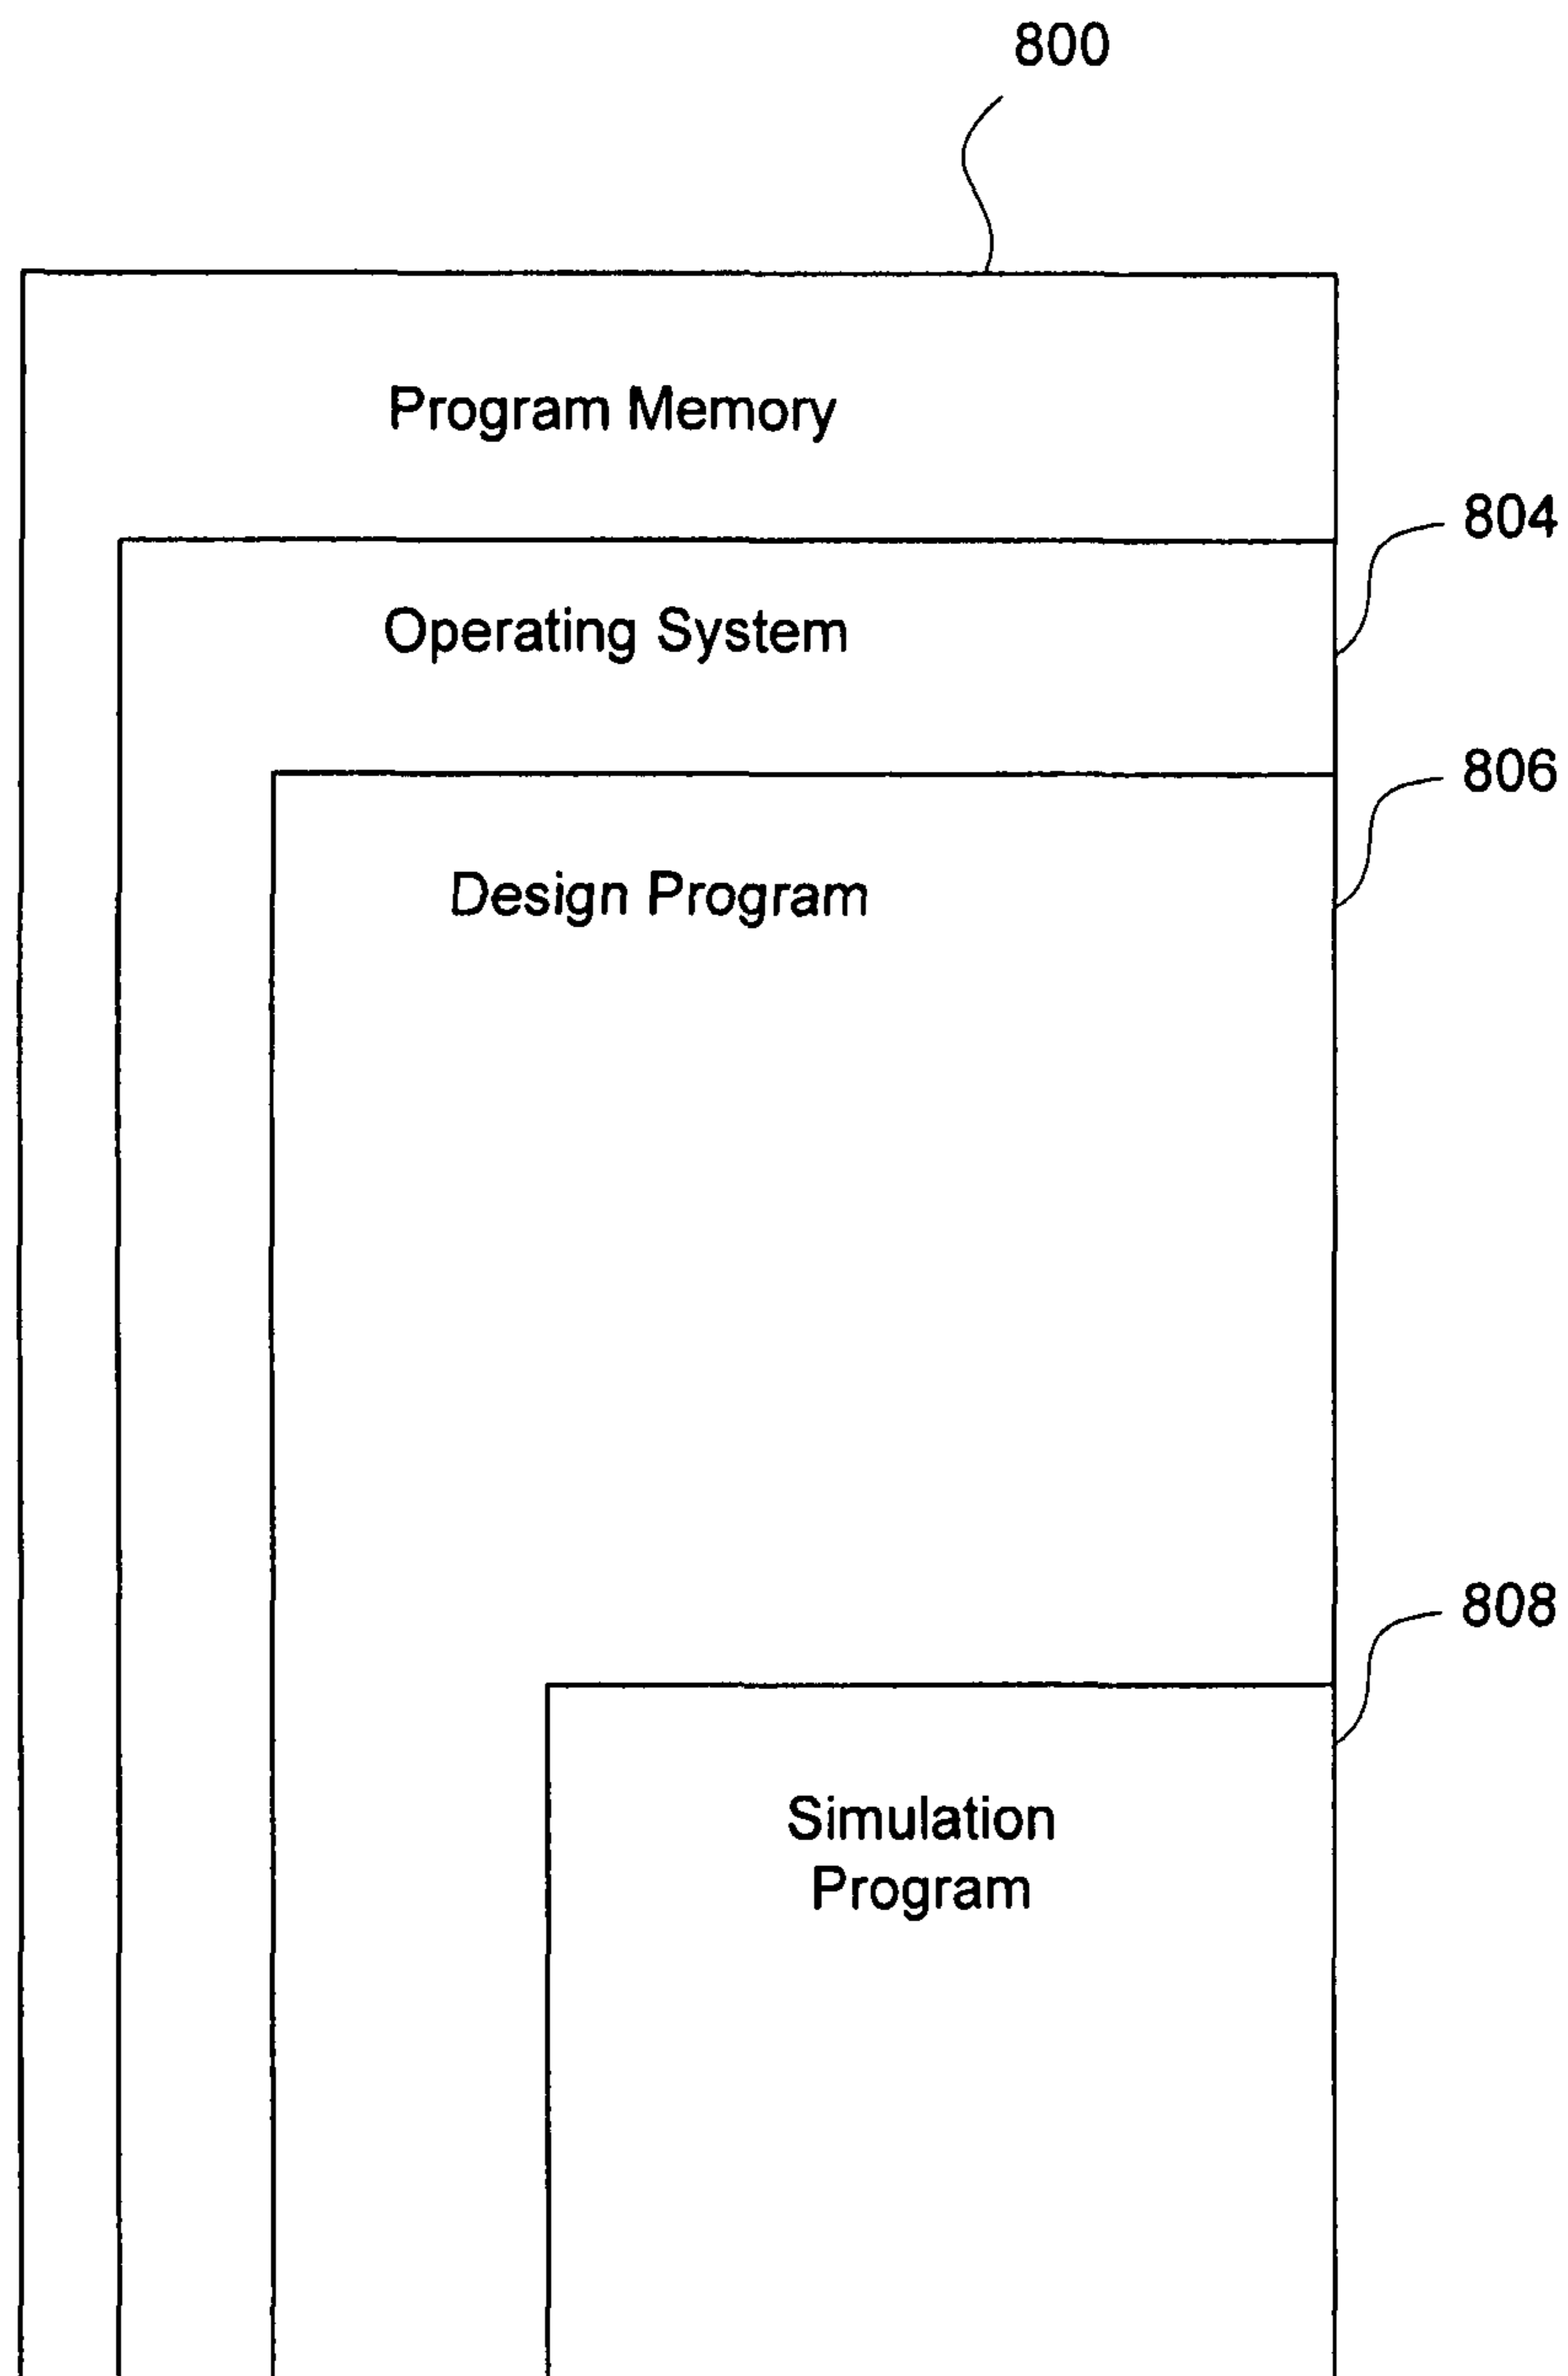 800
Program Memory
804
Operating System
806
Design Program
808
Simulation
Program